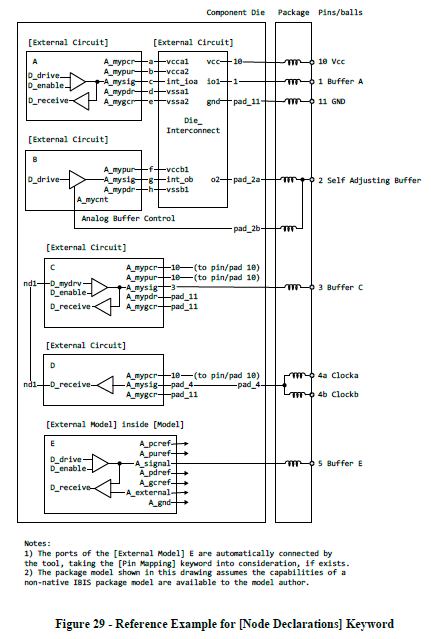 Component Die Package Pins/balls
[External Circuit]
A A_mypcr a vcca1 vcc 10 10 Vcc
A_mypur b vcca2
D_drive A_mysig c int_ioa io1 1 1 Buffer A
D_enable
A_mypdr d vssa1
D_receive A_mygcr e vssa2 gnd pad_11 11 GND
Die_
Interconnect
[External Circuit]
B
A_mypur f vccb1
D_drive A_mysig g int_ob o2 pad_2a 2 Self Adjusting Buffer
A_mypdr h vssb1
A_mycnt
Analog Buffer Control
pad_2b
[External Circuit]
C A_mypcr 10 (to pin/pad 10)
A_mypur 10 (to pin/pad 10)
nd1 D_mydrv A_mysig 3 3 Buffer C
D_enable
A_mypdr pad_11
D_receive A_mygcr pad_11
[External Circuit]
D
A_mypcr 10 (to pin/pad 10) 4a Clocka
nd1 D_receive A_mysig pad_4 pad_4
A_mygcr pad_11 4b Clockb
[External Model] inside [Model]
E A_pcref
A_puref
D_drive A_signal 5 Buffer E
D_enable
A_pdref
A_gcref
D_receive A_external
A_gnd
Notes:
1) The ports of the [External Model] E are automatically connected by
the tool, taking the [Pin Mapping] keyword into consideration, if exists.
2) The package model shown in this drawing assumes the capabilities of a
non-native IBIS package model are available to the model author.
Figure 29 - Reference Example for [Node Declarations] Keyword